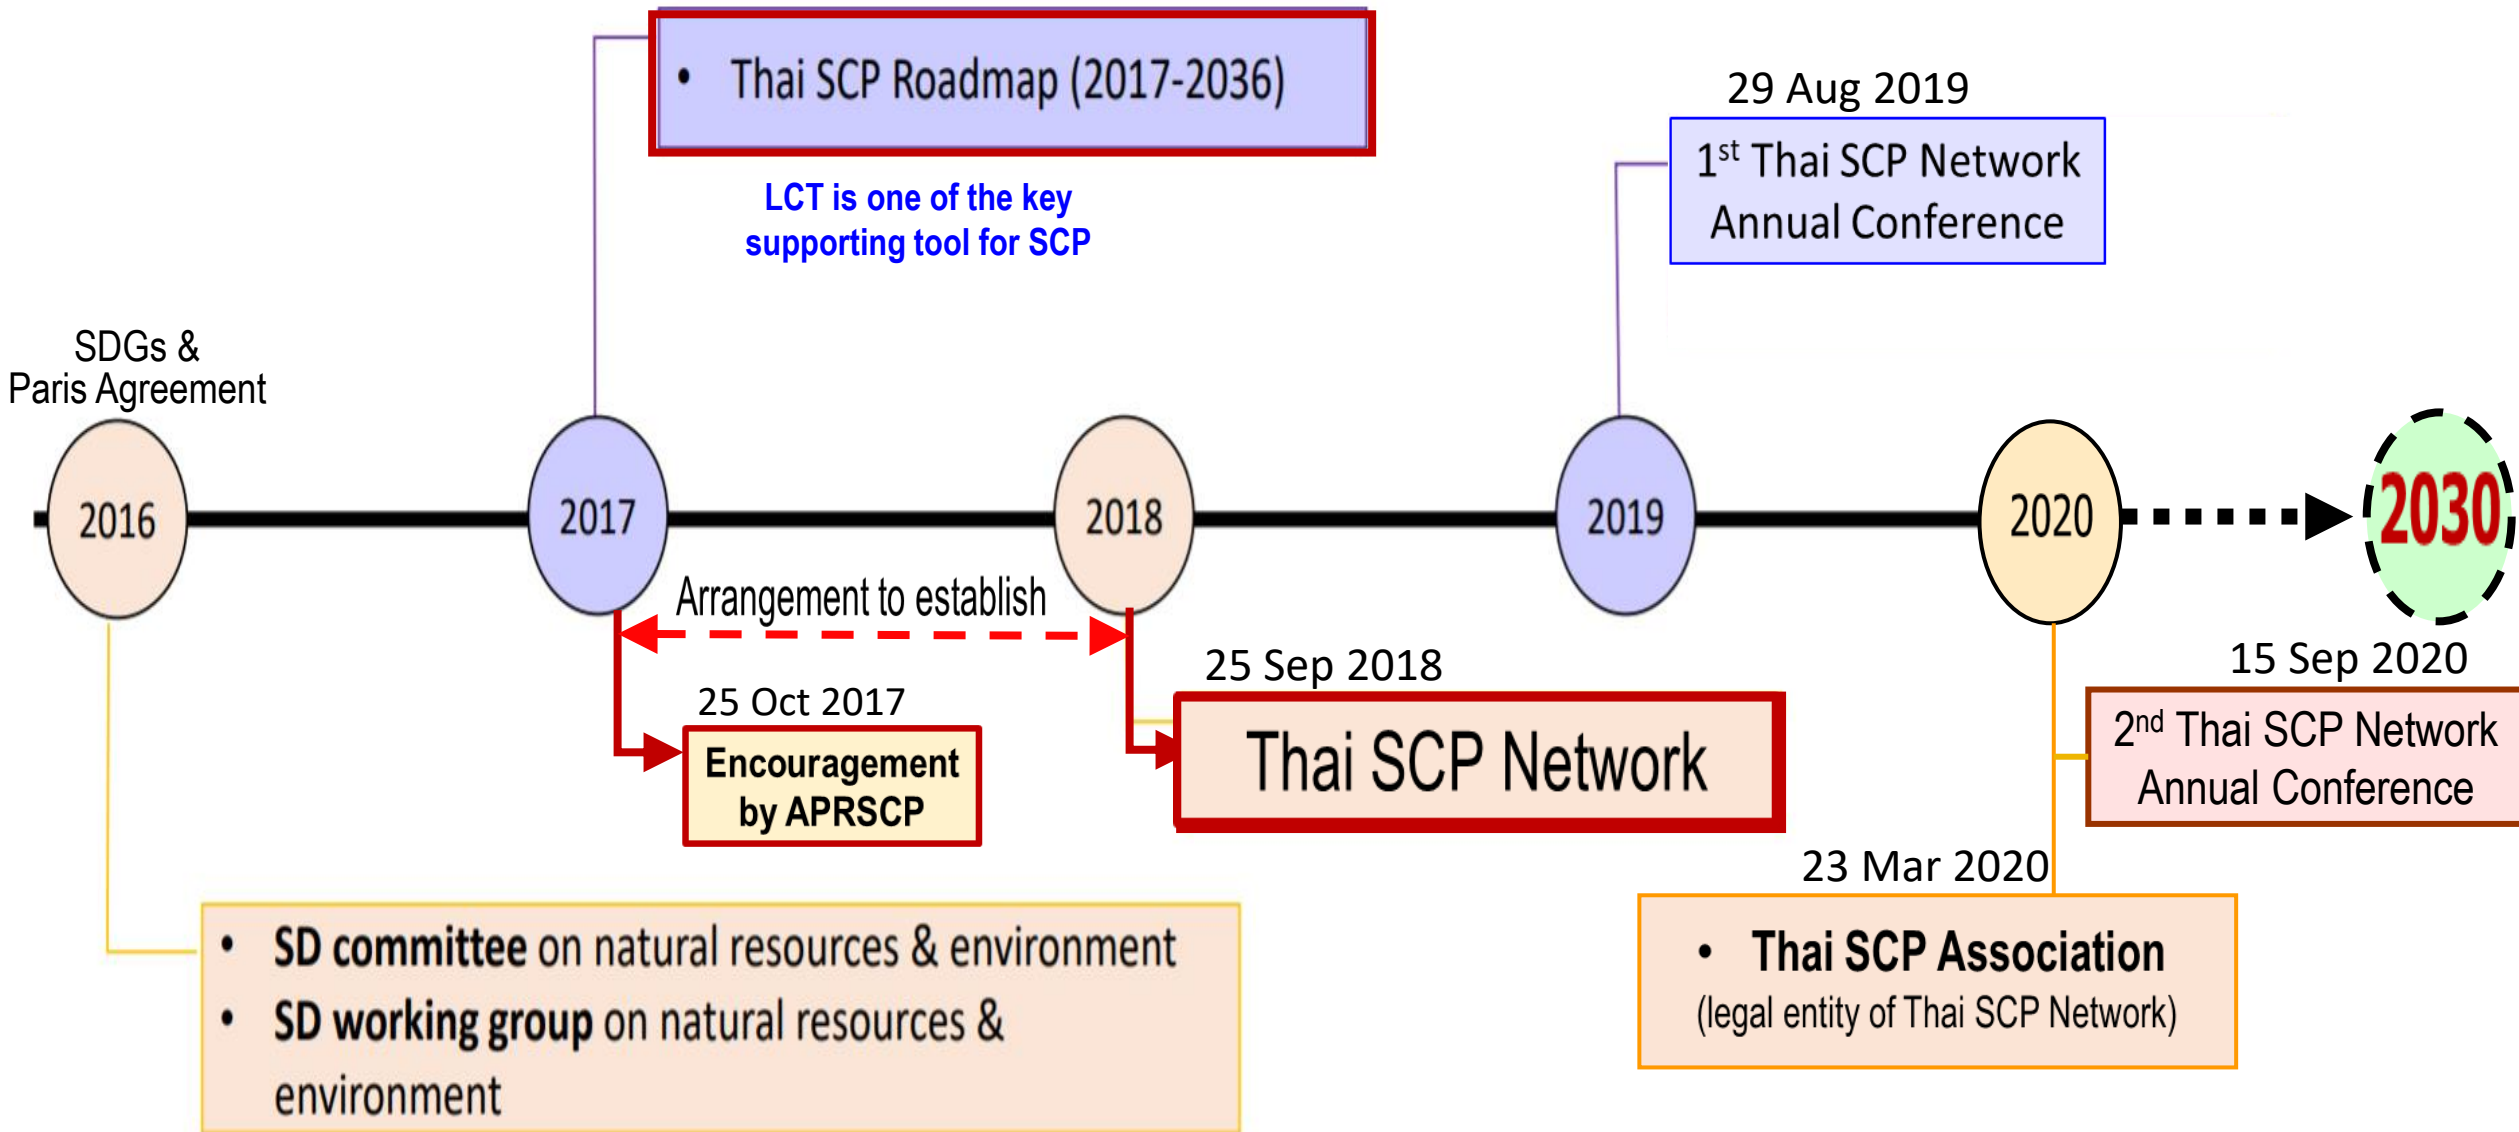 • Thai SCP Roadmap (2017-2036)
LCT is one of the key
supporting tool for SCP
29 Aug 2019
1st Thai SCP Network
Annual Conference
SDGs &
Paris Agreement
2016
2017
2018
2019
2020
2030
Arrangement to establish
25 Oct 2017
Encouragement
by APRSCP
25 Sep 2018
Thai SCP Network
15 Sep 2020
2nd Thai SCP Network
Annual Conference
23 Mar 2020
• Thai SCP Association
(legal entity of Thai SCP Network)
• SD committee on natural resources & environment
• SD working group on natural resources &
environment